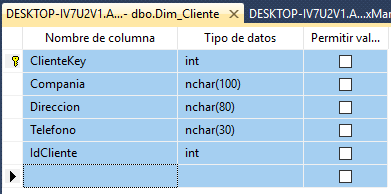 DESKTOP-IV7U2V1.A...- dbo.Dim_Cliente DESKTOP-IV7U2V1.A...xMar
Nombre de columna Tipo de datos Permitir val...
ClienteKey int
Compania nchar(100)
Direccion nchar(80)
Telefono nchar(30)
IdCliente int